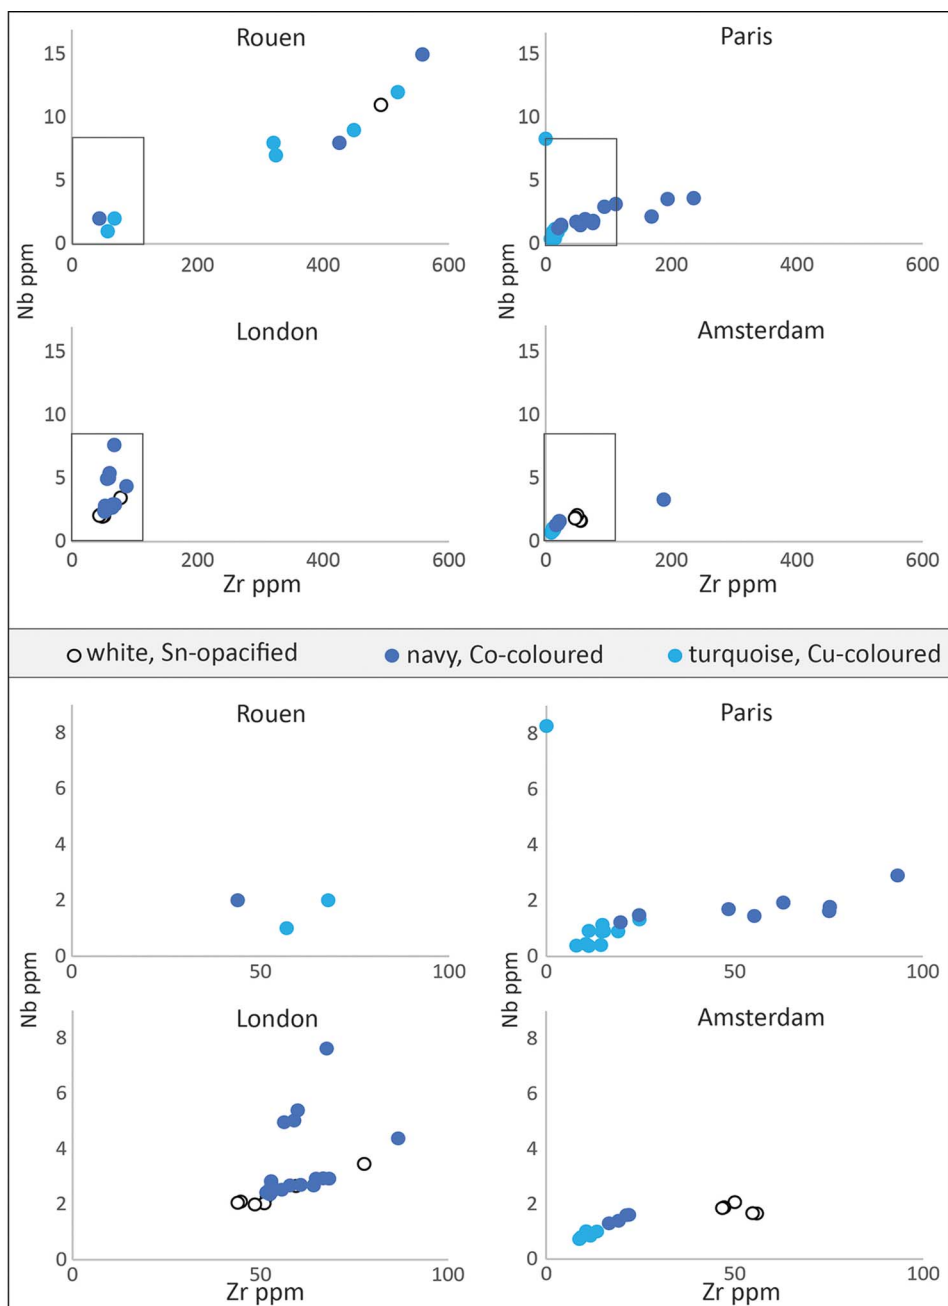 Rouen
Paris
15
10
5
0
0 200 400 600
15
10
5
0
0 200 400 600
Nb ppm
Nb ppm
London
Amsterdam
15
10
5
0
0 200 400 600
Zr ppm
15
10
5
0
0 200 400 600
Zr ppm
white, Sn-opacified
navy, Co-coloured
turquoise, Cu-coloured
Rouen
Paris
8
6
4
2
0
0 50 100
8
6
4
2
0
0 50 100
Nb ppm
Nb ppm
London
Amsterdam
8
6
4
2
0
0 50 100
Zr ppm
8
6
4
2
0
0 50 100
Zr ppm